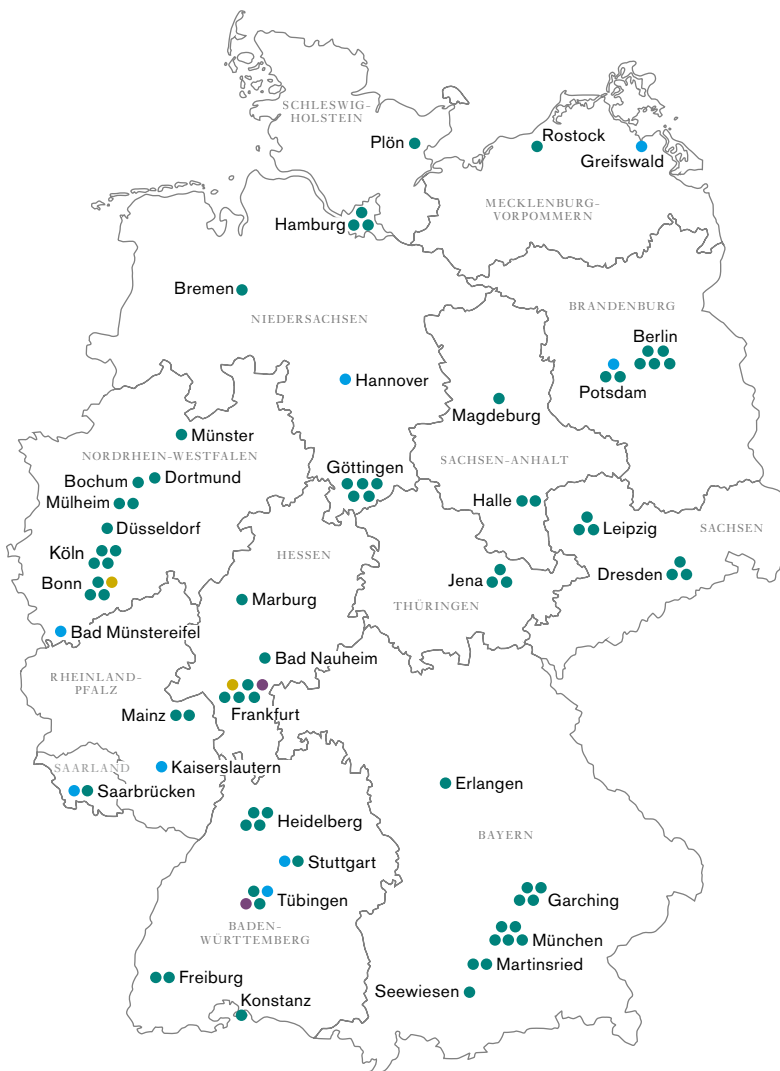 SCHLESWIG-
HOLSTEIN
Plön
Rostock
Greifswald
MECKLENBURG-
VORPOMMERN
Hamburg
Bremen
NIEDERSACHSEN
BRANDENBURG
Berlin
Potsdam
Hannover
Magdeburg
Münster
NORDRHEIN-WESTFALEN
Göttingen
SACHSEN-ANHALT
Bochum
Dortmund
Mülheim
Halle
Düsseldorf
Leipzig
SACHSEN
Köln
HESSEN
Bonn
Jena
Dresden
THÜRINGEN
Marburg
Bad Münstereifel
Bad Nauheim
RHEINLAND-
PFALZ
Mainz
Frankfurt
SAARLAND
Kaiserslautern
Saarbrücken
Erlangen
Heidelberg
BAYERN
Stuttgart
Tübingen
Garching
BADEN-
WÜRTTEMBERG
München
Martinsried
Freiburg
Seewiesen
Konstanz